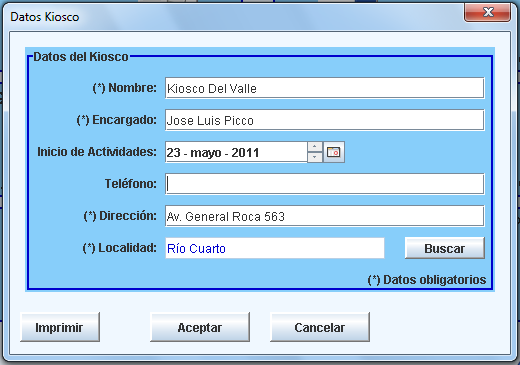 Datos Kiosco
Datos del Kiosco
(*) Nombre: Kiosco Del Valle
(*) Encargado: Jose Luis Picco
Inicio de Actividades: 23 - mayo - 2011
Teléfono:
(*) Dirección: Av. General Roca 563
(*) Localidad: Río Cuarto Buscar
(*) Datos obligatorios
Imprimir Aceptar Cancelar